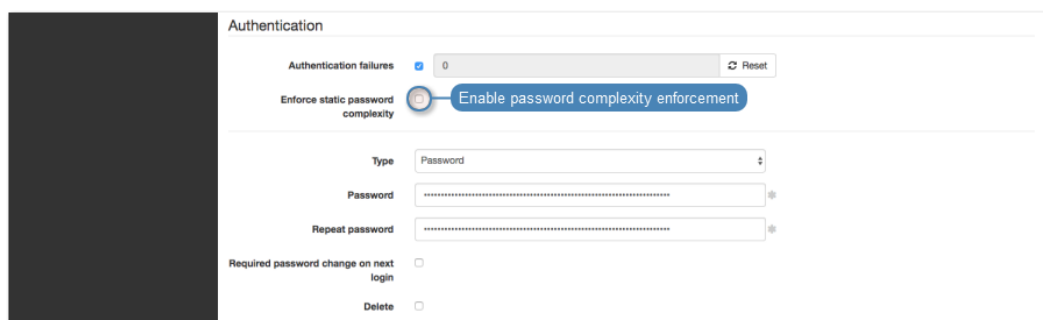 Authentication
Authentication failures 0 Reset
Enforce static password
complexity
Enable password complexity enforcement
Type Password
Password
Repeat password
Required password change on next
login
Delete